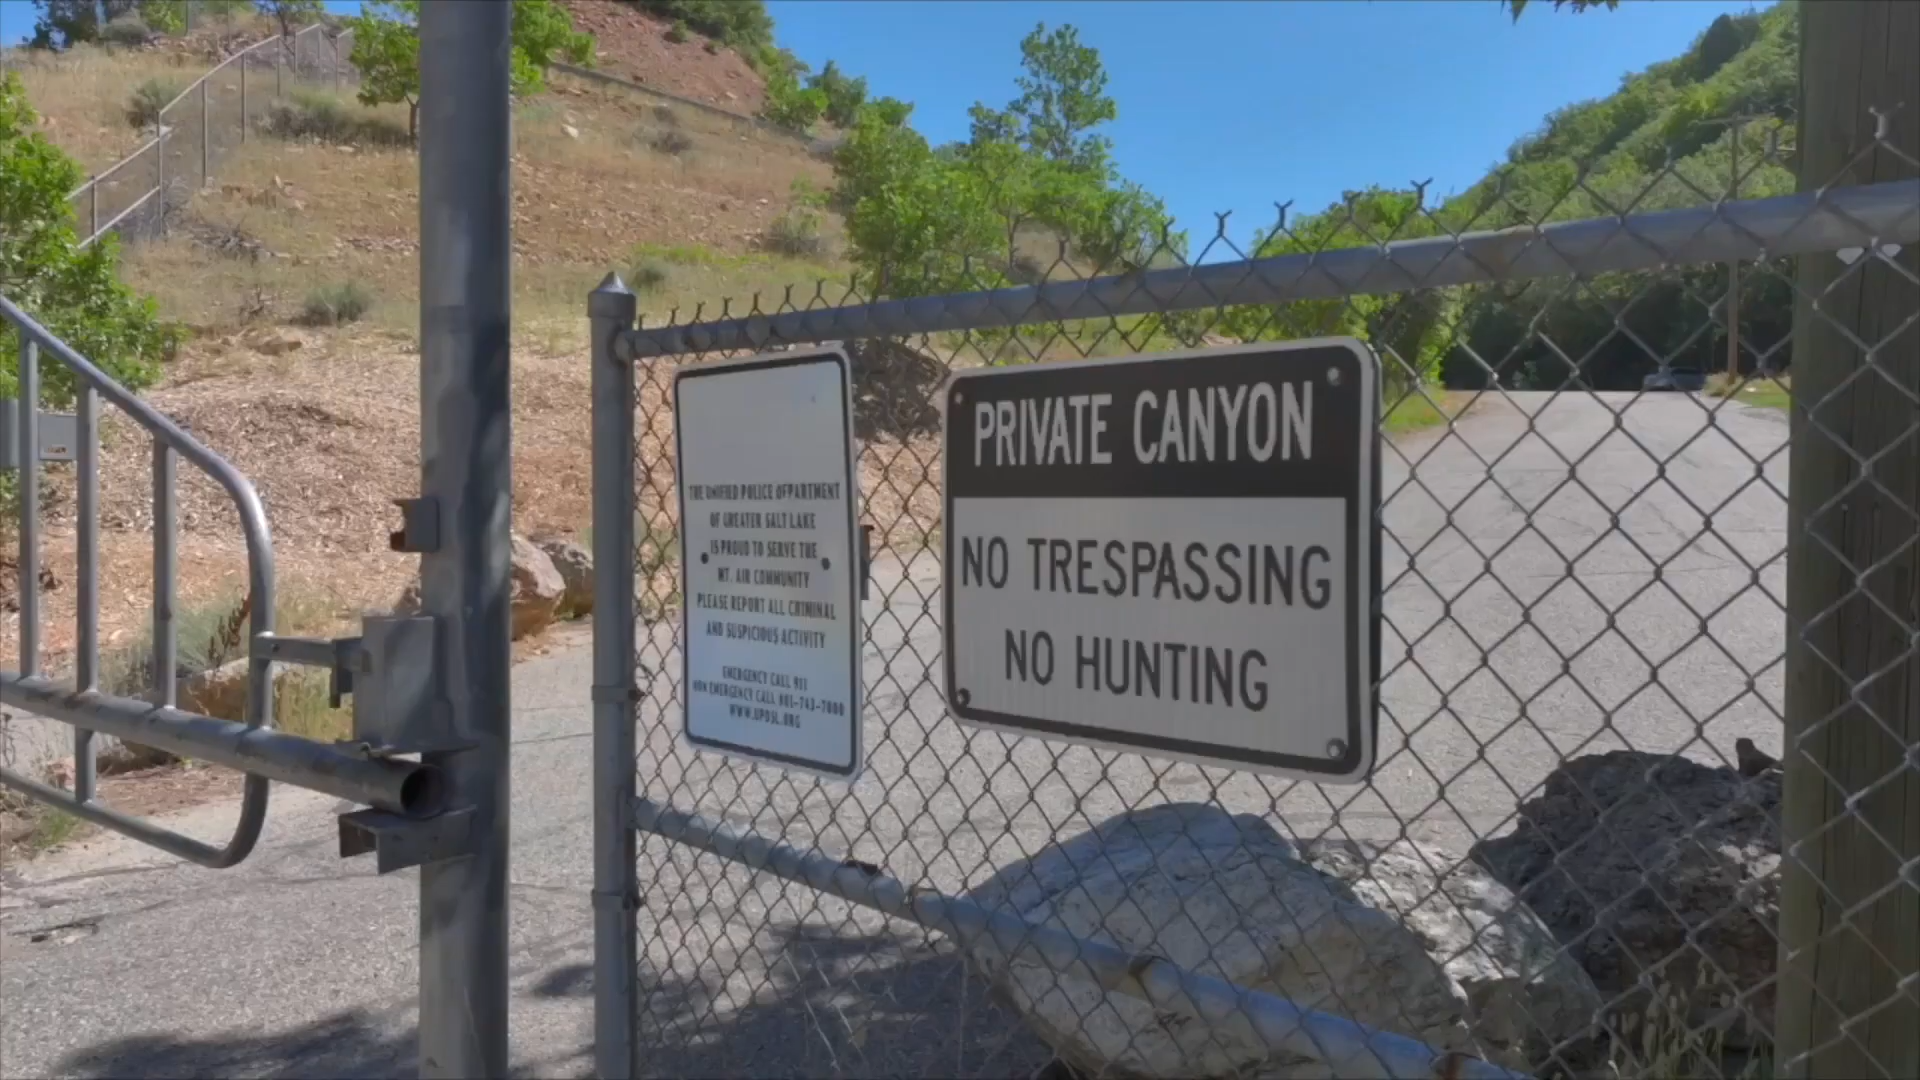 THE UNIFIED POLICE DEPARTMENT
OF GREATER SALT LAKE
IS PROUD TO SERVE THE
MT. AIR COMMUNITY
PLEASE REPORT ALL CRIMINAL
AND SUSPICIOUS ACTIVITY
EMERGENCY CALL 911
NON EMERGENCY CALL 801-743-7000
WWW.UPDSL.ORG
PRIVATE CANYON
NO TRESPASSING
NO HUNTING